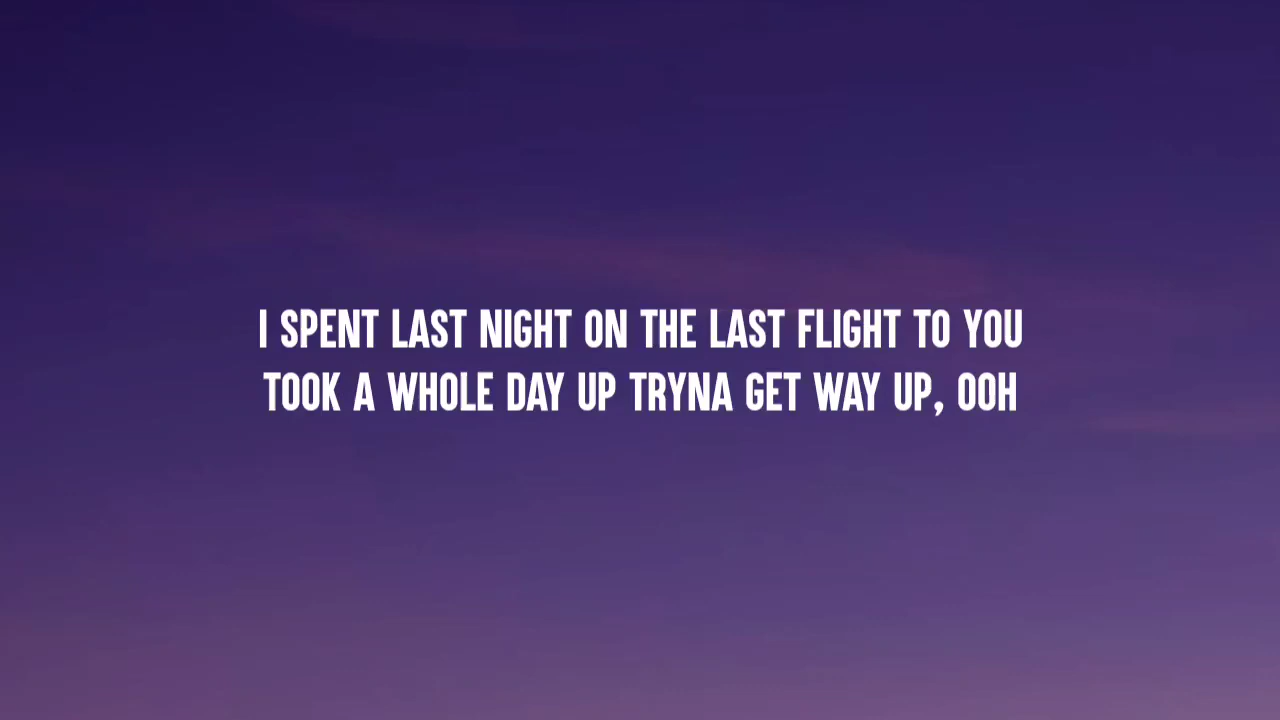 I SPENT LAST NIGHT ON THE LAST FLIGHT TO YOU
TOOK A WHOLE DAY UP TRYNA GET WAY UP, OOH